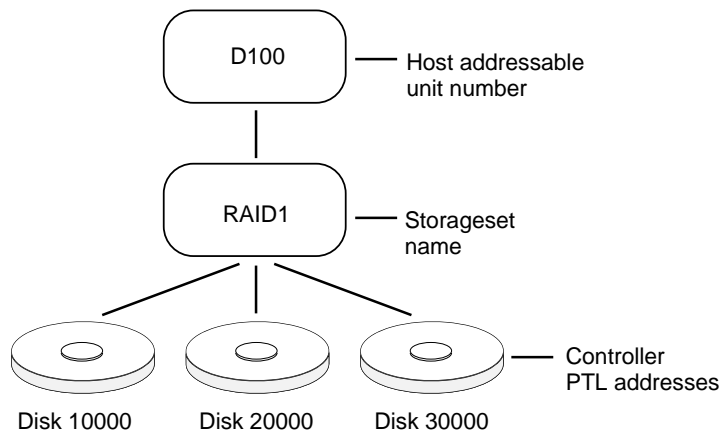 D100
Host addressable
unit number
RAID1
Storageset
name
Controller
PTL addresses
Disk 10000
Disk 20000
Disk 30000